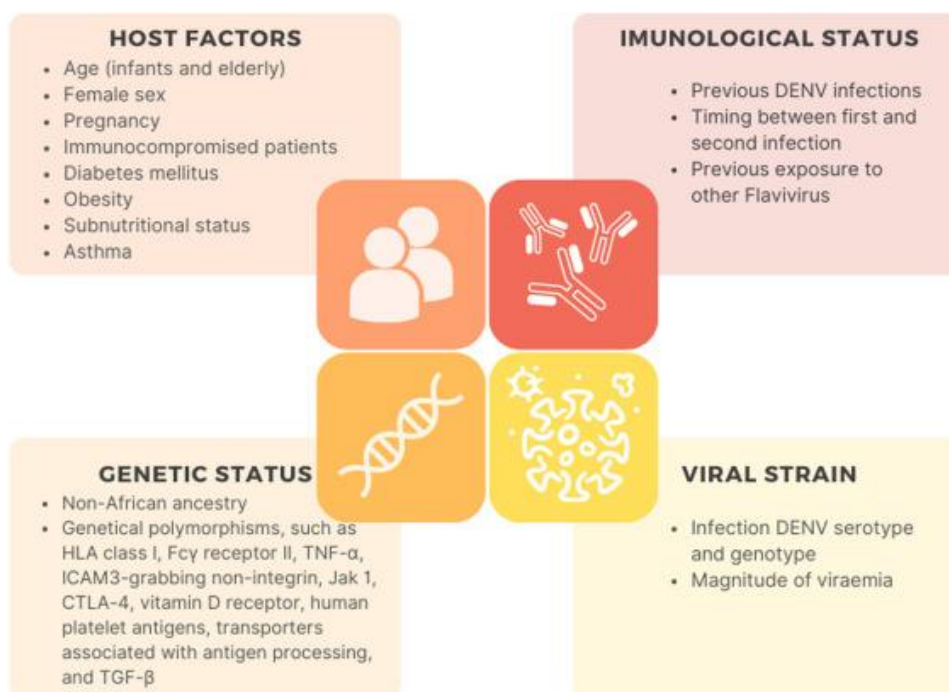 HOST FACTORS
• Age (infants and elderly)
• Female sex
• Pregnancy
• Immunocompromised patients
• Diabetes mellitus
• Obesity
• Subnutritional status
• Asthma
IMUNOLOGICAL STATUS
• Previous DENV infections
• Timing between first and
second infection
• Previous exposure to
other Flavivirus
GENETIC STATUS
• Non-African ancestry
• Genetical polymorphisms, such as
HLA class I, Fcγ receptor II, TNF-α,
ICAM3-grabbing non-integrin, Jak 1,
CTLA-4, vitamin D receptor, human
platelet antigens, transporters
associated with antigen processing,
and TGF-β
VIRAL STRAIN
• Infection DENV serotype
and genotype
• Magnitude of viraemia